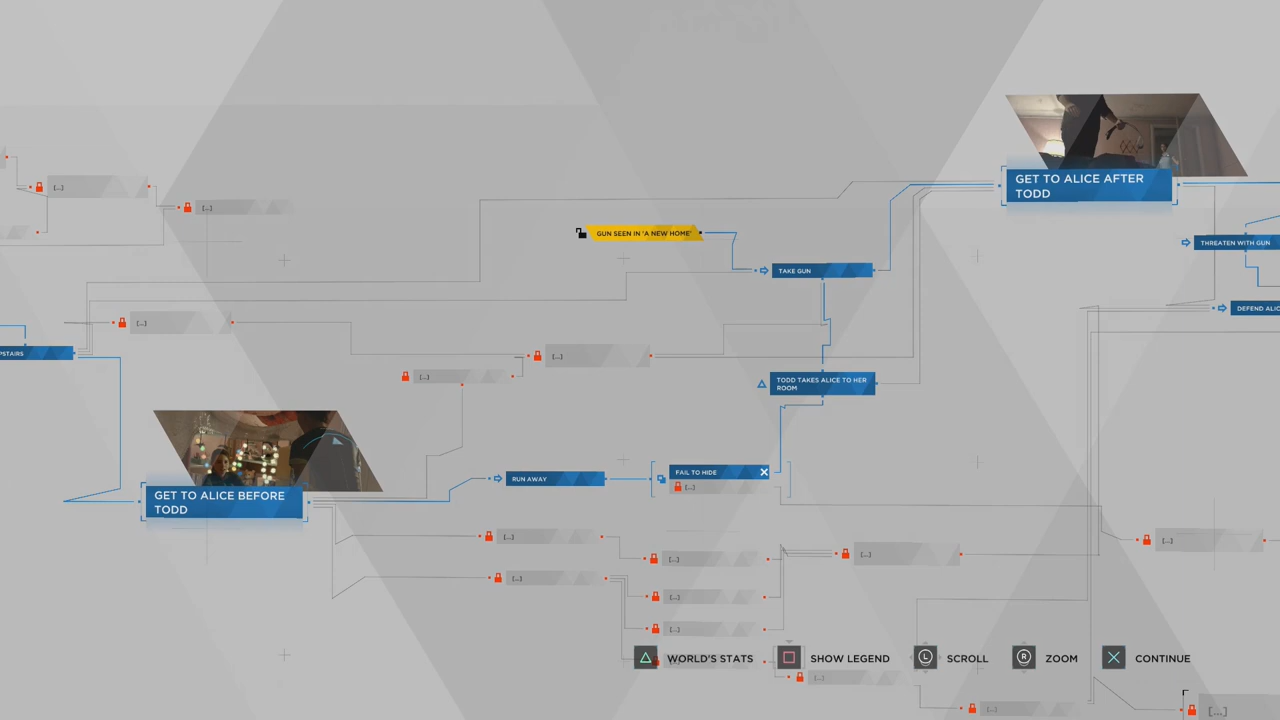 GET TO ALICE AFTER
TODD
[...]
[...]
GUN SEEN IN 'A NEW HOME'
THREATEN WITH GUN
TAKE GUN
DEFEND ALIC
[...]
PSTAIRS
[...]
[...]
TODD TAKES ALICE TO HER
ROOM
FAIL TO HIDE
RUN AWAY
[...]
GET TO ALICE BEFORE
TODD
[...]
[...]
[...]
[...]
[...]
[...]
[...]
WORLD'S STATS
SHOW LEGEND
L
SCROLL
R
ZOOM
CONTINUE
[...]
[...]
[...]